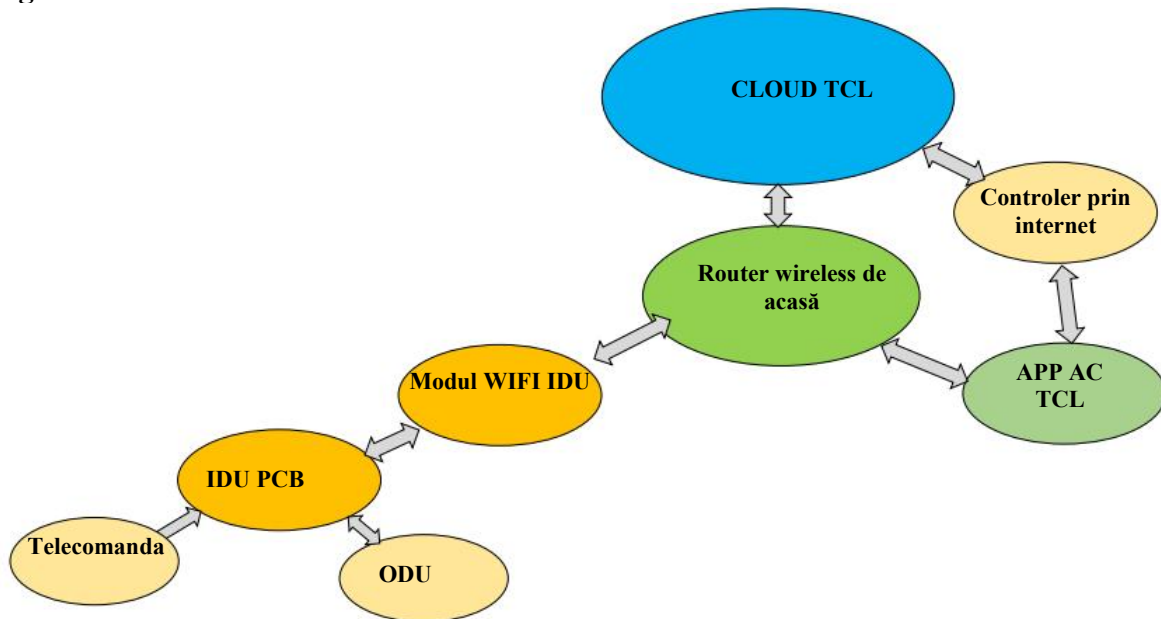 CLOUD TCL
Controler prin
internet
Router wireless de
acasă
APP AC
TCL
Modul WIFI IDU
IDU PCB
Telecomanda
ODU